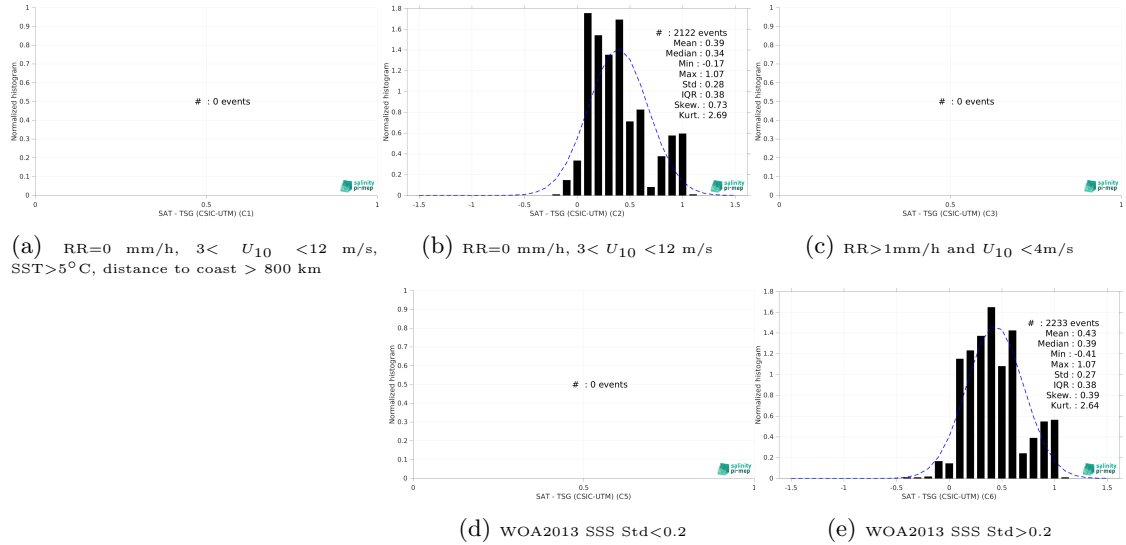 1
0.9
0.8
0.7
0.6
0.5
0.4
0.3
0.2
0.1
0
Normalized histogram
# : 0 events
salinity
pi-mep
0 0.5 1
SAT - TSG (CSIC-UTM) (C1)
(a) RR=0 mm/h, 3< U10 <12 m/s,
SST>5°C, distance to coast > 800 km
1.8
1.6
1.4
1.2
1
0.8
0.6
0.4
0.2
0
Normalized histogram
# : 2122 events
Mean : 0.39
Median : 0.34
Min : -0.17
Max : 1.07
Std : 0.28
IQR : 0.38
Skew. : 0.73
Kurt. : 2.69
salinity
pi-mep
-1.5 -1 -0.5 0 0.5 1 1.5
SAT - TSG (CSIC-UTM) (C2)
(b) RR=0 mm/h, 3< U10 <12 m/s
1
0.9
0.8
0.7
0.6
0.5
0.4
0.3
0.2
0.1
0
Normalized histogram
# : 0 events
salinity
pi-mep
0 0.5 1
SAT - TSG (CSIC-UTM) (C3)
(c) RR>1mm/h and U10 <4m/s
1
0.9
0.8
0.7
0.6
0.5
0.4
0.3
0.2
0.1
0
Normalized histogram
# : 0 events
salinity
pi-mep
0 0.5 1
SAT - TSG (CSIC-UTM) (C5)
(d) WOA2013 SSS Std<0.2
1.8
1.6
1.4
1.2
1
0.8
0.6
0.4
0.2
0
Normalized histogram
# : 2233 events
Mean : 0.43
Median : 0.39
Min : -0.41
Max : 1.07
Std : 0.27
IQR : 0.38
Skew. : 0.39
Kurt. : 2.64
salinity
pi-mep
-1.5 -1 -0.5 0 0.5 1 1.5
SAT - TSG (CSIC-UTM) (C6)
(e) WOA2013 SSS Std>0.2